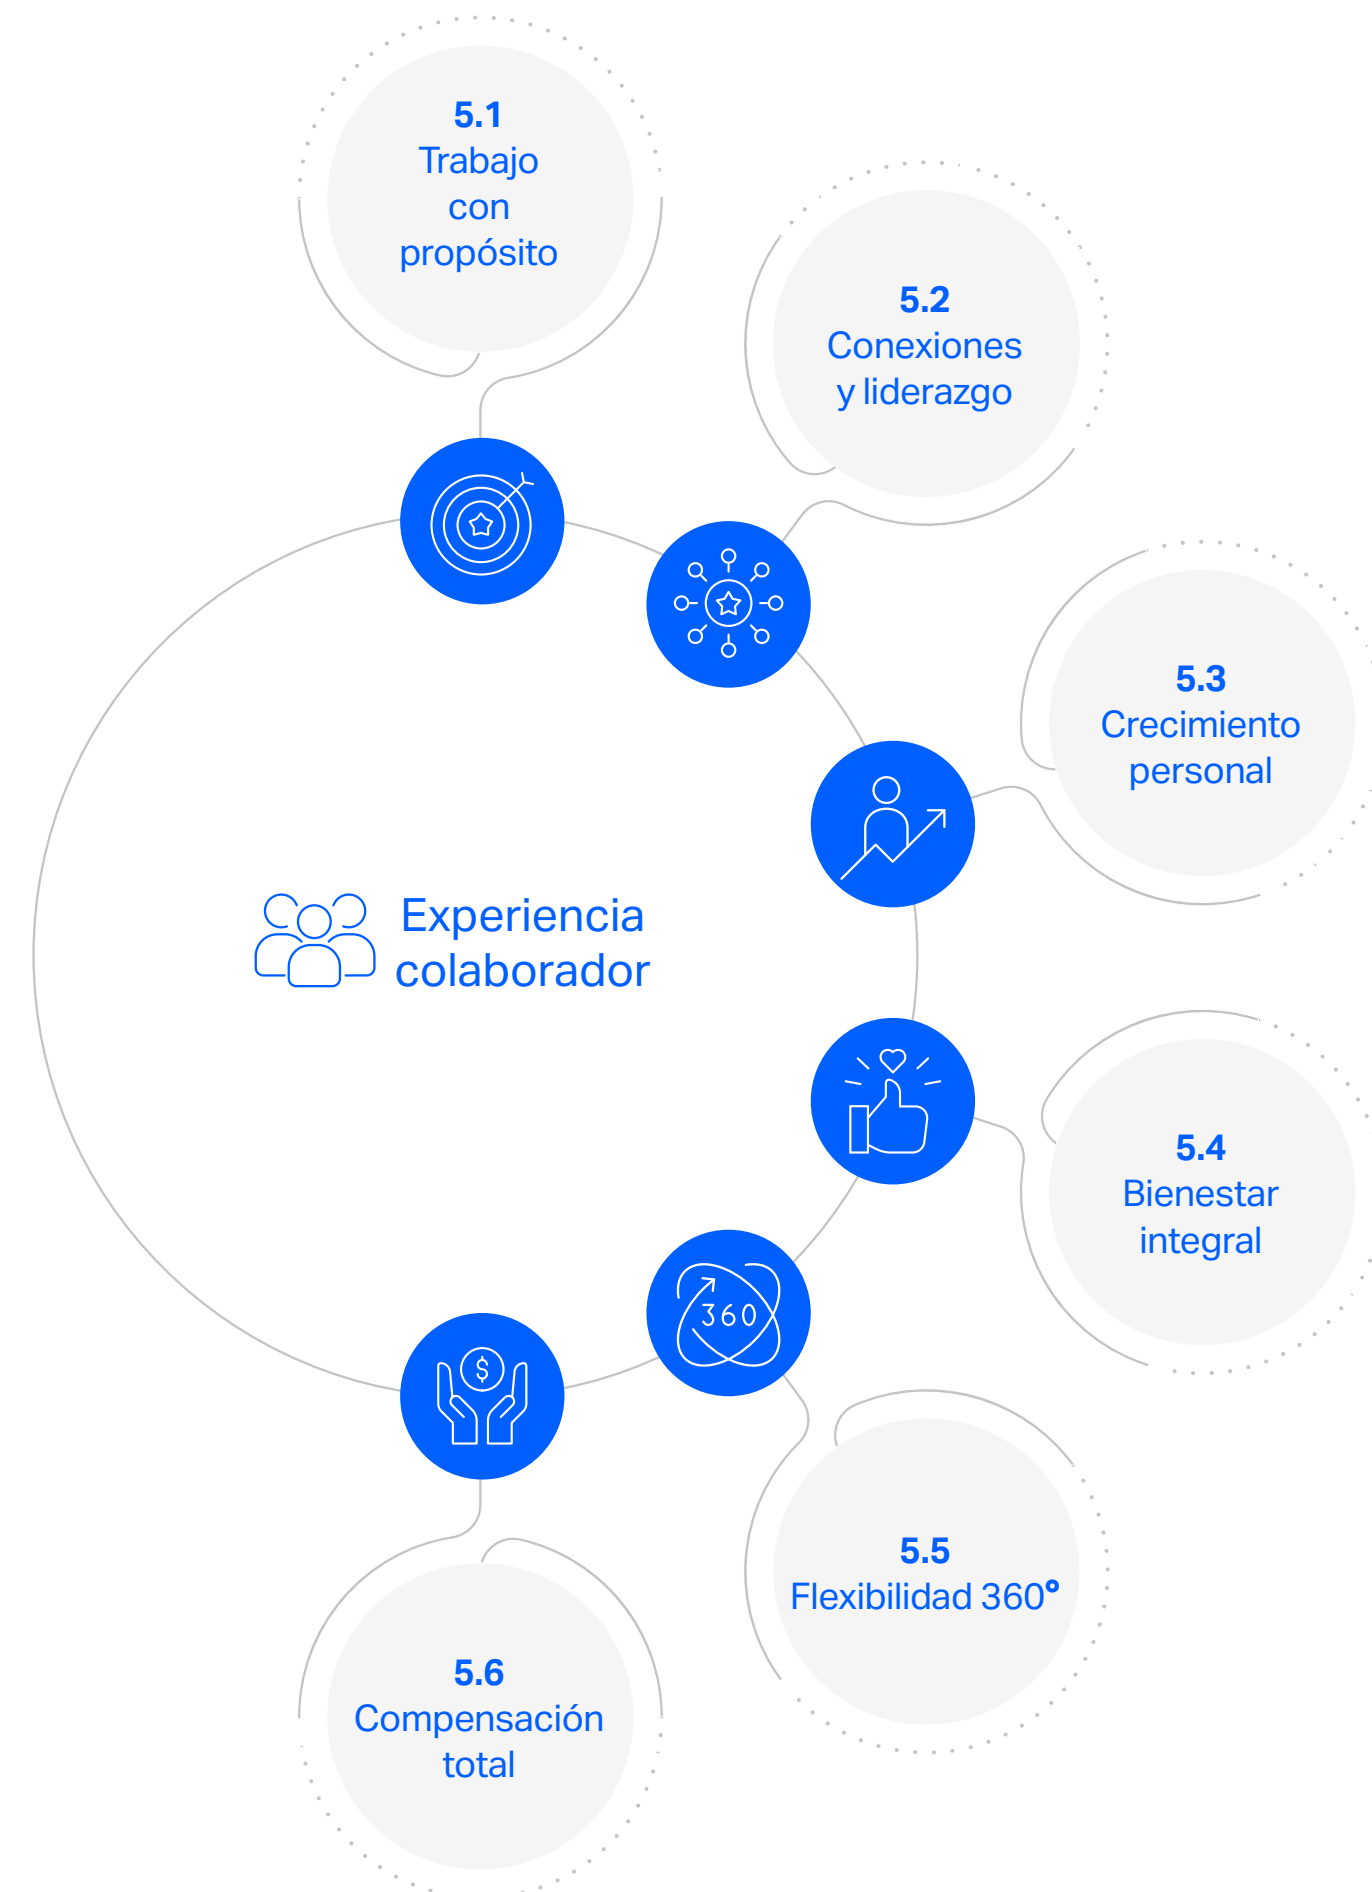 5.1
Trabajo
con
propósito
5.2
Conexiones
y liderazgo
5.3
Crecimiento
personal
Experiencia
colaborador
5.4
Bienestar
integral
360
$
5.5
Flexibilidad 360°
5.6
Compensación
total